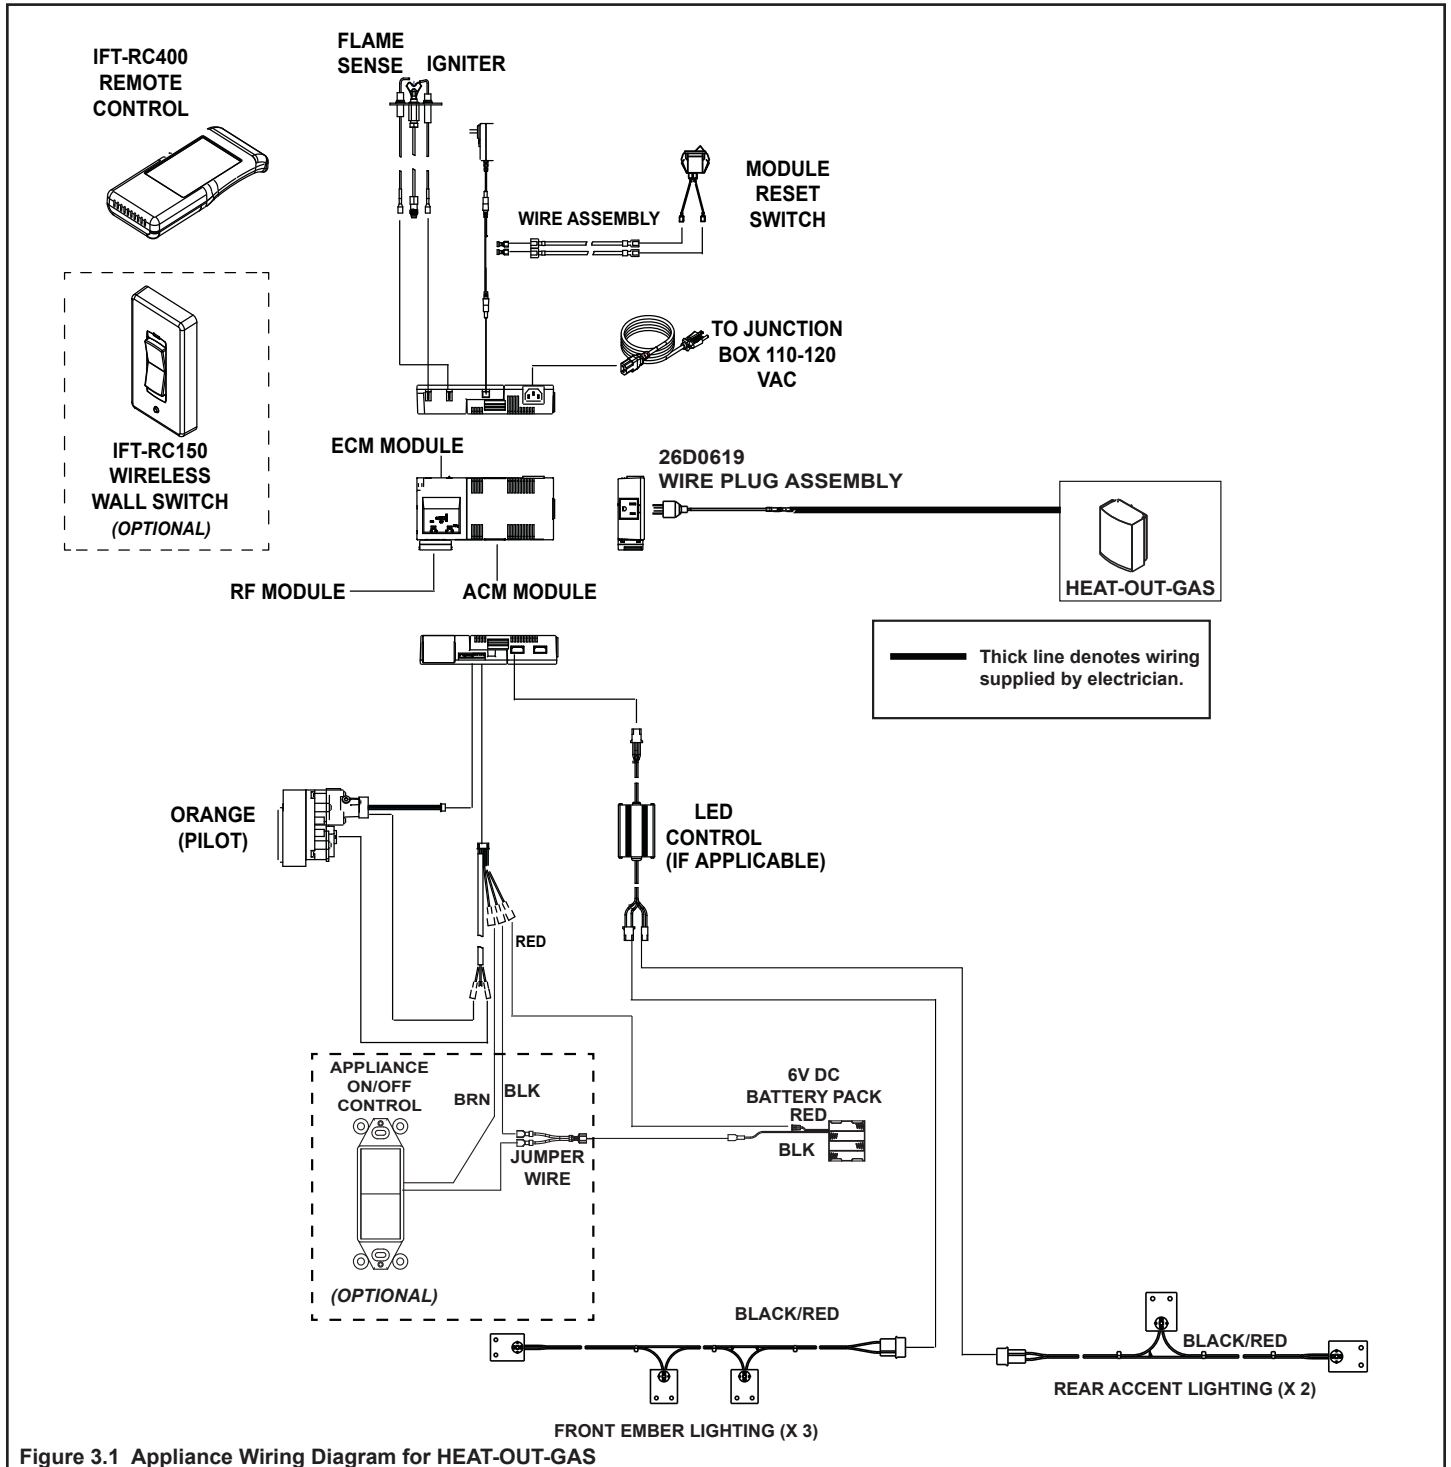 IFT-RC400
REMOTE
CONTROL
FLAME
SENSE
IGNITER
MODULE
RESET
SWITCH
WIRE ASSEMBLY
TO JUNCTION
BOX 110-120
VAC
IFT-RC150
WIRELESS
WALL SWITCH
(OPTIONAL)
ECM MODULE
26D0619
WIRE PLUG ASSEMBLY
RF MODULE
ACM MODULE
HEAT-OUT-GAS
Thick line denotes wiring
supplied by electrician.
ORANGE
(PILOT)
LED
CONTROL
(IF APPLICABLE)
RED
APPLIANCE
ON/OFF
CONTROL
BRN
BLK
6V DC
BATTERY PACK
RED
BLK
JUMPER
WIRE
(OPTIONAL)
BLACK/RED
BLACK/RED
REAR ACCENT LIGHTING (X 2)
FRONT EMBER LIGHTING (X 3)
Figure 3.1 Appliance Wiring Diagram for HEAT-OUT-GAS